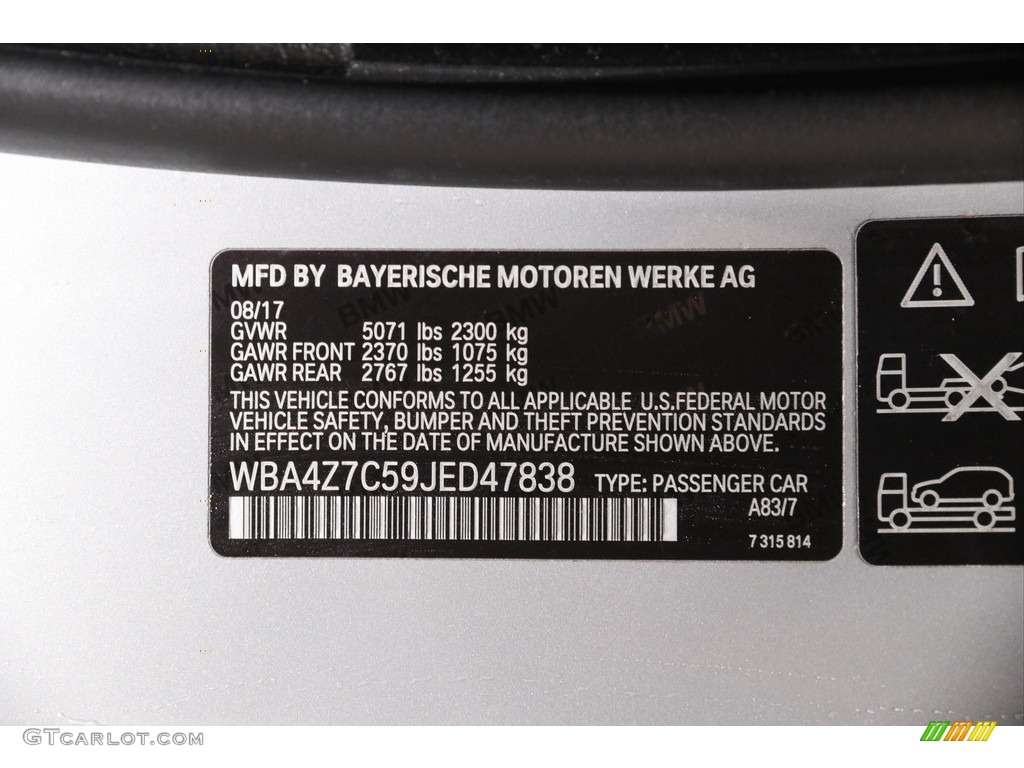 MFD BY BAYERISCHE MOTOREN WERKE AG
08/17
GVWR 5071 lbs 2300 kg
GAWR FRONT 2370 lbs 1075 kg
GAWR REAR 2767 lbs 1255 kg
THIS VEHICLE CONFORMS TO ALL APPLICABLE U.S.FEDERAL MOTOR
VEHICLE SAFETY, BUMPER AND THEFT PREVENTION STANDARDS
IN EFFECT ON THE DATE OF MANUFACTURE SHOWN ABOVE.
WBA4Z7C59JED47838 TYPE: PASSENGER CAR
A83/7
7 315 814
BMW BMW BMW
GTCARLOT.COM